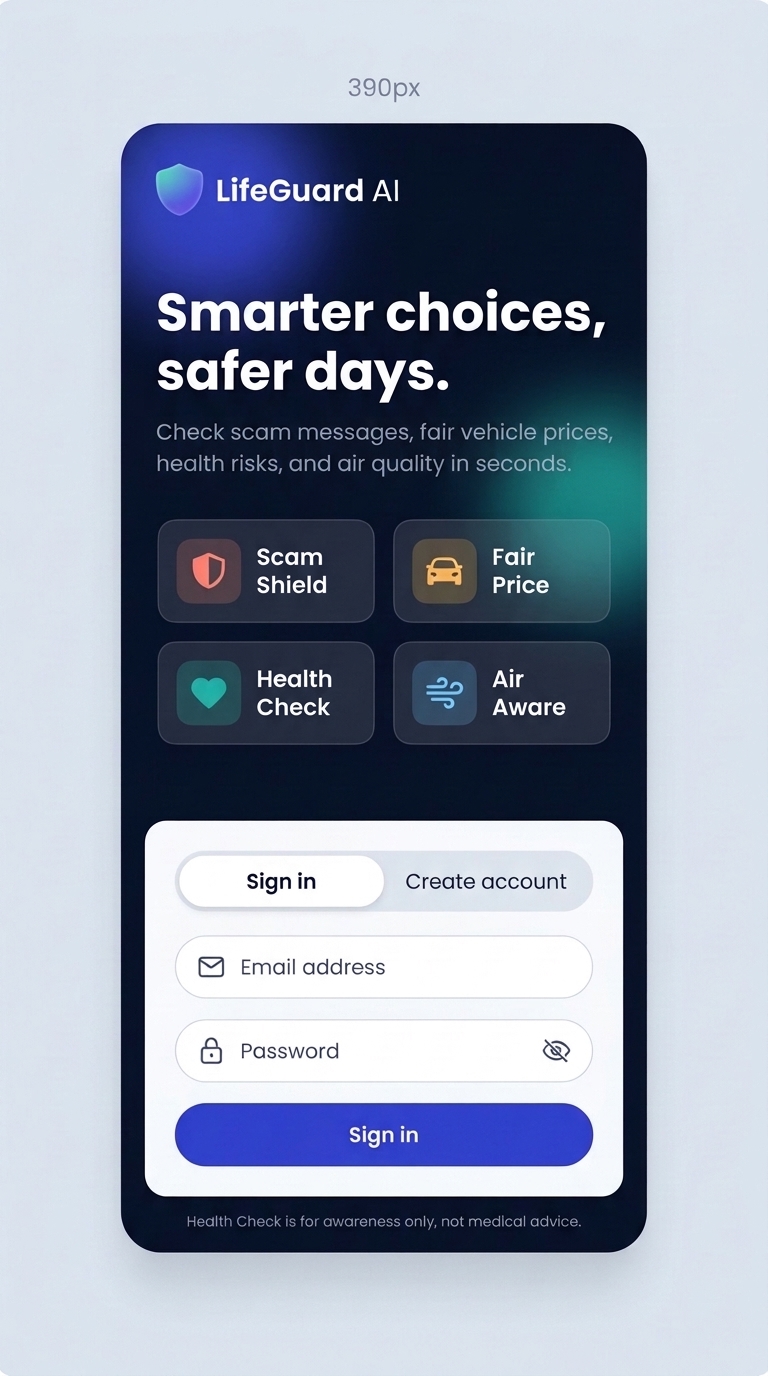 390px
LifeGuard AI
Smarter choices,
safer days.
Check scam messages, fair vehicle prices,
health risks, and air quality in seconds.
Scam
Shield
Fair
Price
Health
Check
Air
Aware
Sign in
Create account
Email address
Password
Sign in
Health Check is for awareness only, not medical advice.